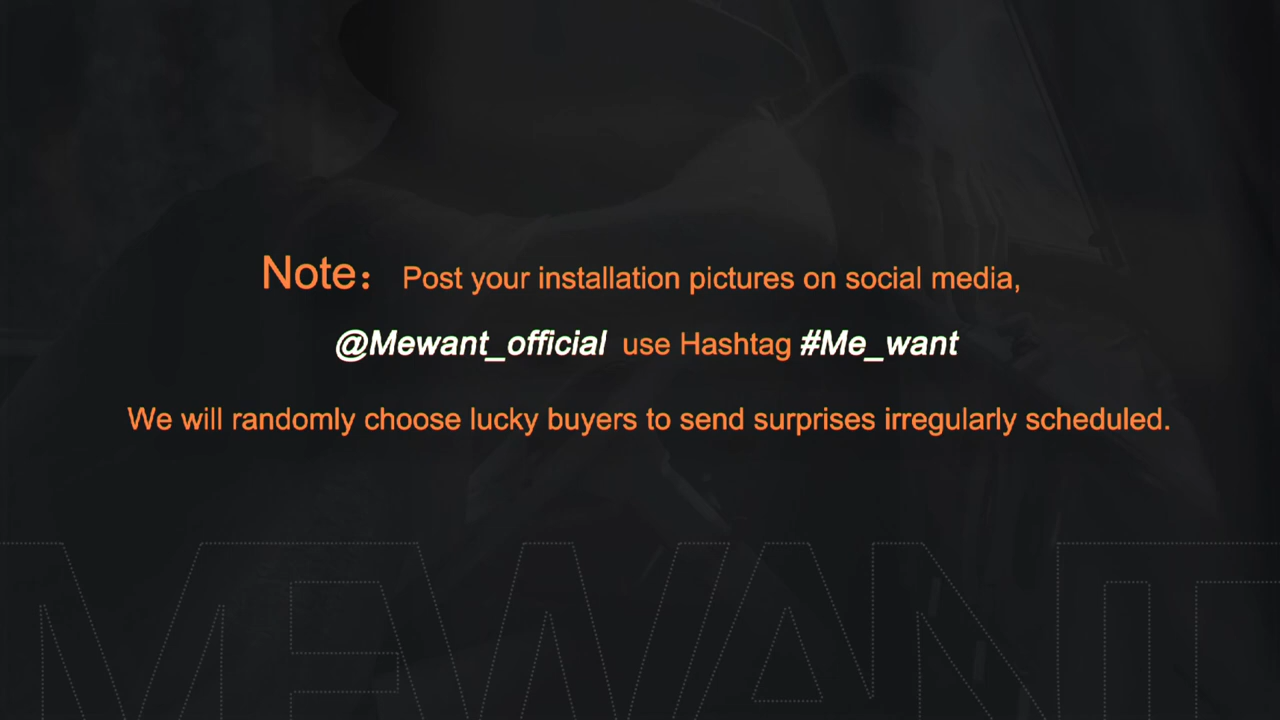 Note： Post your installation pictures on social media,
@Mewant_official use Hashtag #Me_want
We will randomly choose lucky buyers to send surprises irregularly scheduled.
MEWANT